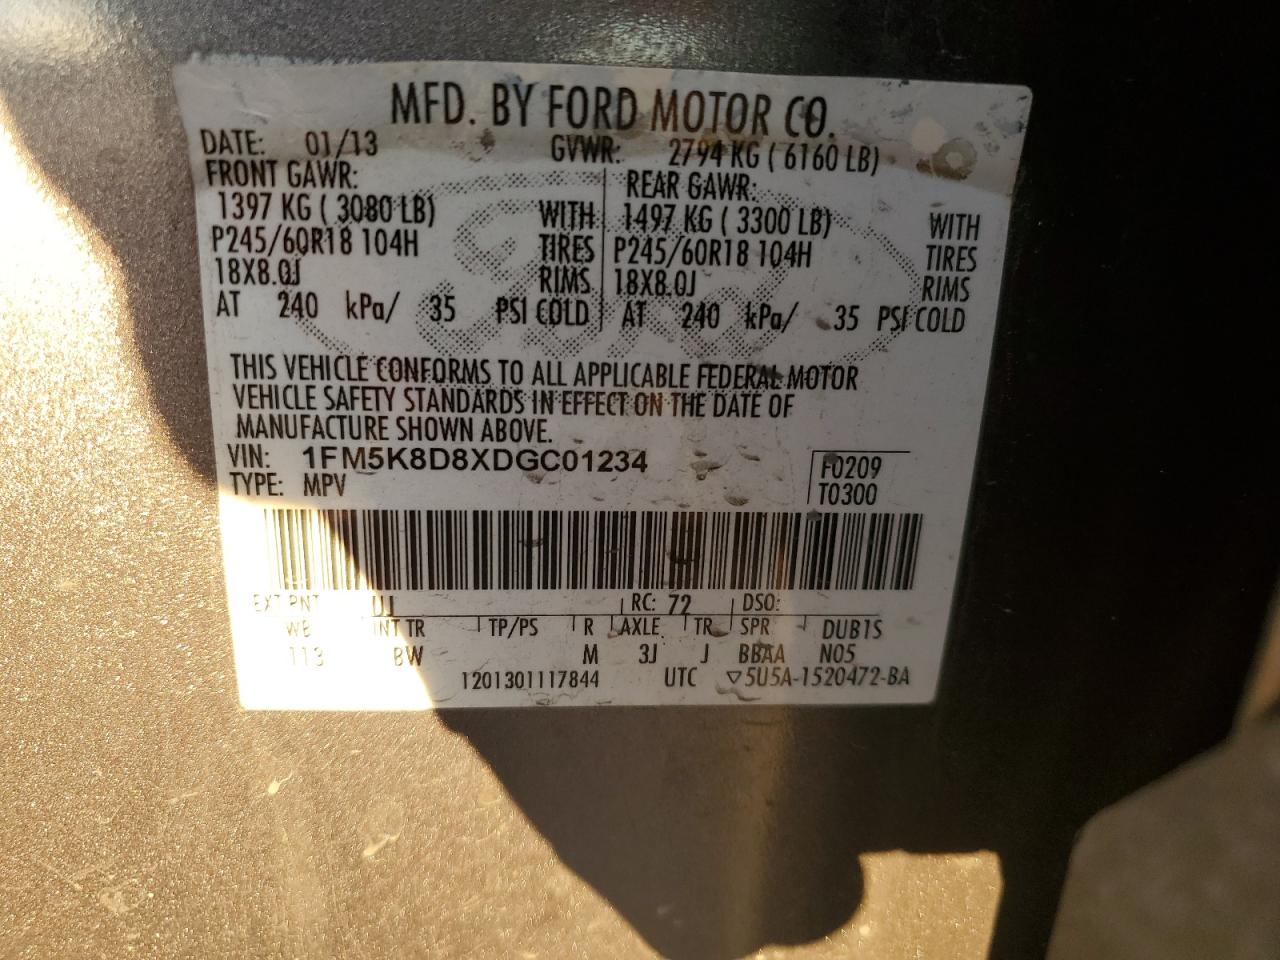 MFD. BY FORD MOTOR CO.
DATE: 01/13 GVWR: 2794 KG ( 6160 LB)
FRONT GAWR: REAR GAWR:
1397 KG ( 3080 LB) WITH 1497 KG ( 3300 LB) WITH
P245/60R18 104H TIRES P245/60R18 104H TIRES
18X8.0J RIMS 18X8.0J RIMS
AT 240 kPa/ 35 PSI COLD AT 240 kPa/ 35 PSI COLD
THIS VEHICLE CONFORMS TO ALL APPLICABLE FEDERAL MOTOR
VEHICLE SAFETY STANDARDS IN EFFECT ON THE DATE OF
MANUFACTURE SHOWN ABOVE.
VIN: 1FM5K8D8XDGC01234
TYPE: MPV
F0209
T0300
EXT PNT UJ RC: 72 DSO:
WB INT TR TP/PS R AXLE TR SPR DUB1S
113 BW M 3J J BBAA N05
1201301117844 UTC ▽5U5A-1520472-BA